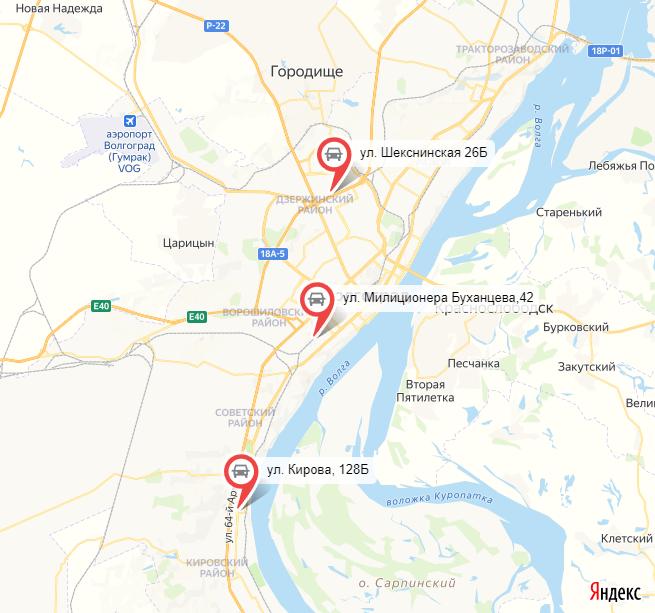 Новая Надежда
Р-22
ТРАКТОРОЗАВОДСКИЙ
РАЙОН
18Р-01
Городище
аэропорт
Волгоград
(Гумрак)
VOG
р. Волга
ул. Шекснинская 26Б
Лебяжья По
ДЗЕРЖИНСКИЙ
РАЙОН
Старенький
Царицын
18А-5
E40
E40
ул. Милиционера Буханцева,42
Краснослободск
ВОРОШИЛОВСКИ
РАЙОН
Бурковский
Песчанка
Закутский
р. Волга
Вторая
Пятилетка
Велик
СОВЕТСКИЙ
РАЙОН
ул. Кирова, 128Б
ул. 64-й Ар
воложка Куропатка
Клетский
КИРОВСКИЙ
РАЙОН
о. Сарпинский
Яндекс